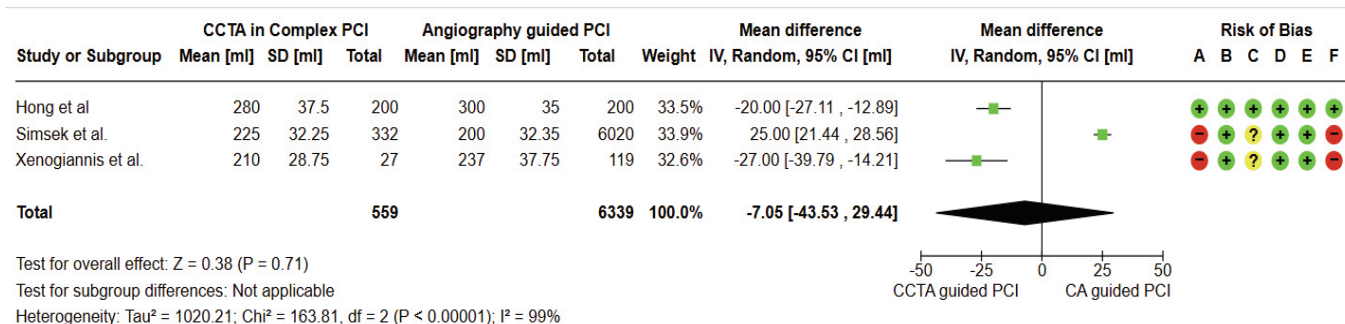 CCTA in Complex PCI Angiography guided PCI Mean difference Mean difference Risk of Bias
Study or Subgroup Mean [ml] SD [ml] Total Mean [ml] SD [ml] Total Weight IV, Random, 95% CI [ml] IV, Random, 95% CI [ml] A B C D E F
Hong et al 280 37.5 200 300 35 200 33.5% -20.00 [-27.11 , -12.89] + + + + + +
Simsek et al. 225 32.25 332 200 32.35 6020 33.9% 25.00 [21.44 , 28.56] − + ? + + −
Xenogiannis et al. 210 28.75 27 237 37.75 119 32.6% -27.00 [-39.79 , -14.21] − + ? + + −
Total 559 6339 100.0% -7.05 [-43.53 , 29.44]
Test for overall effect: Z = 0.38 (P = 0.71)
-50 -25 0 25 50
Test for subgroup differences: Not applicable
CCTA guided PCI CA guided PCI
Heterogeneity: Tau² = 1020.21; Chi² = 163.81, df = 2 (P < 0.00001); I² = 99%